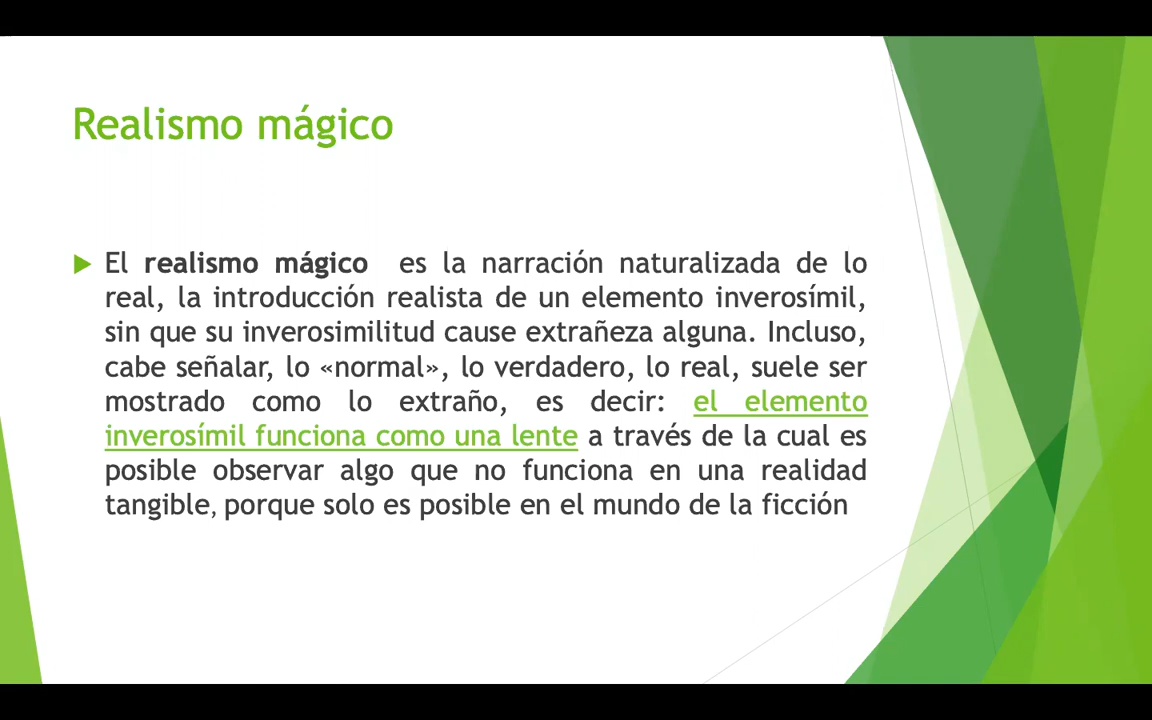 Realismo mágico
El realismo mágico es la narración naturalizada de lo
real, la introducción realista de un elemento inverosímil,
sin que su inverosimilitud cause extrañeza alguna. Incluso,
cabe señalar, lo «normal», lo verdadero, lo real, suele ser
mostrado como lo extraño, es decir: el elemento
inverosímil funciona como una lente a través de la cual es
posible observar algo que no funciona en una realidad
tangible, porque solo es posible en el mundo de la ficción